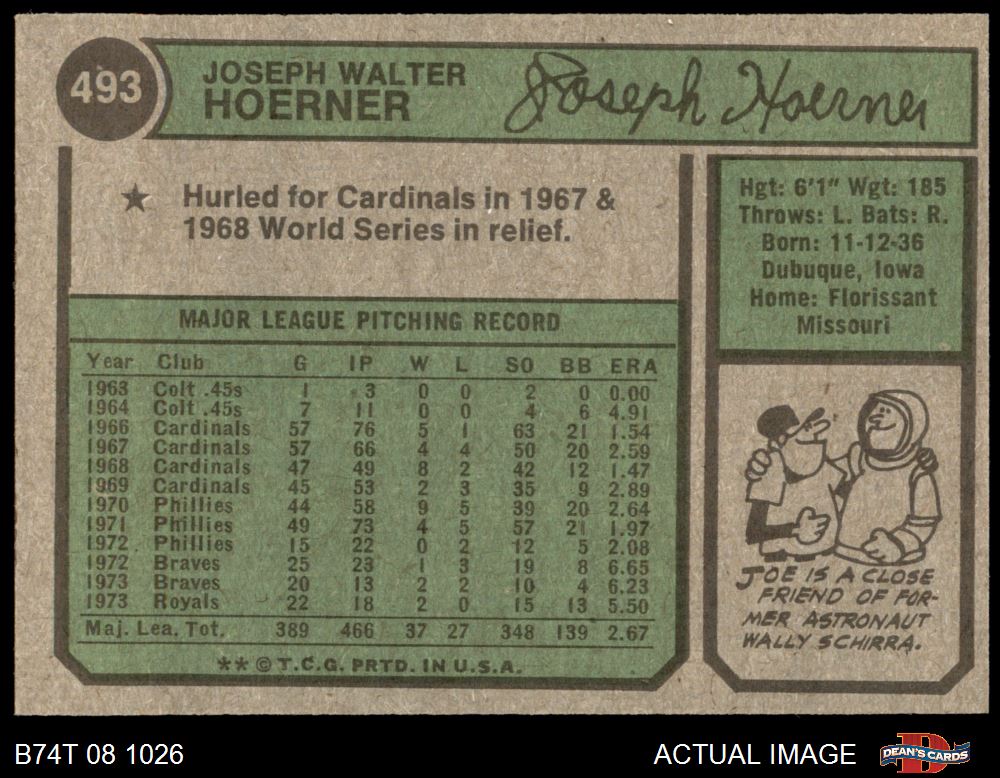 493
JOSEPH WALTER
HOERNER
Joseph Hoerner
★ Hurled for Cardinals in 1967 &
1968 World Series in relief.
Hgt: 6'1" Wgt: 185
Throws: L. Bats: R.
Born: 11-12-36
Dubuque, Iowa
Home: Florissant
Missouri
MAJOR LEAGUE PITCHING RECORD
Year Club G IP W L SO BB ERA
1963 Colt .45s 1 3 0 0 2 0 0.00
1964 Colt .45s 7 11 0 0 4 6 4.91
1966 Cardinals 57 76 5 1 63 21 1.54
1967 Cardinals 57 66 4 4 50 20 2.59
1968 Cardinals 47 49 8 2 42 12 1.47
1969 Cardinals 45 53 2 3 35 9 2.89
1970 Phillies 44 58 9 5 39 20 2.64
1971 Phillies 49 73 4 5 57 21 1.97
1972 Phillies 15 22 0 2 12 5 2.08
1972 Braves 25 23 1 3 19 8 6.65
1973 Braves 20 13 2 2 10 4 6.23
1973 Royals 22 18 2 0 15 13 5.50
Maj. Lea. Tot. 389 466 37 27 348 139 2.67
** © T.C.G. PRTD. IN U.S.A.
JOE IS A CLOSE
FRIEND OF FOR-
MER ASTRONAUT
WALLY SCHIRRA.
B74T 08 1026
ACTUAL IMAGE
D
DEAN'S CARDS